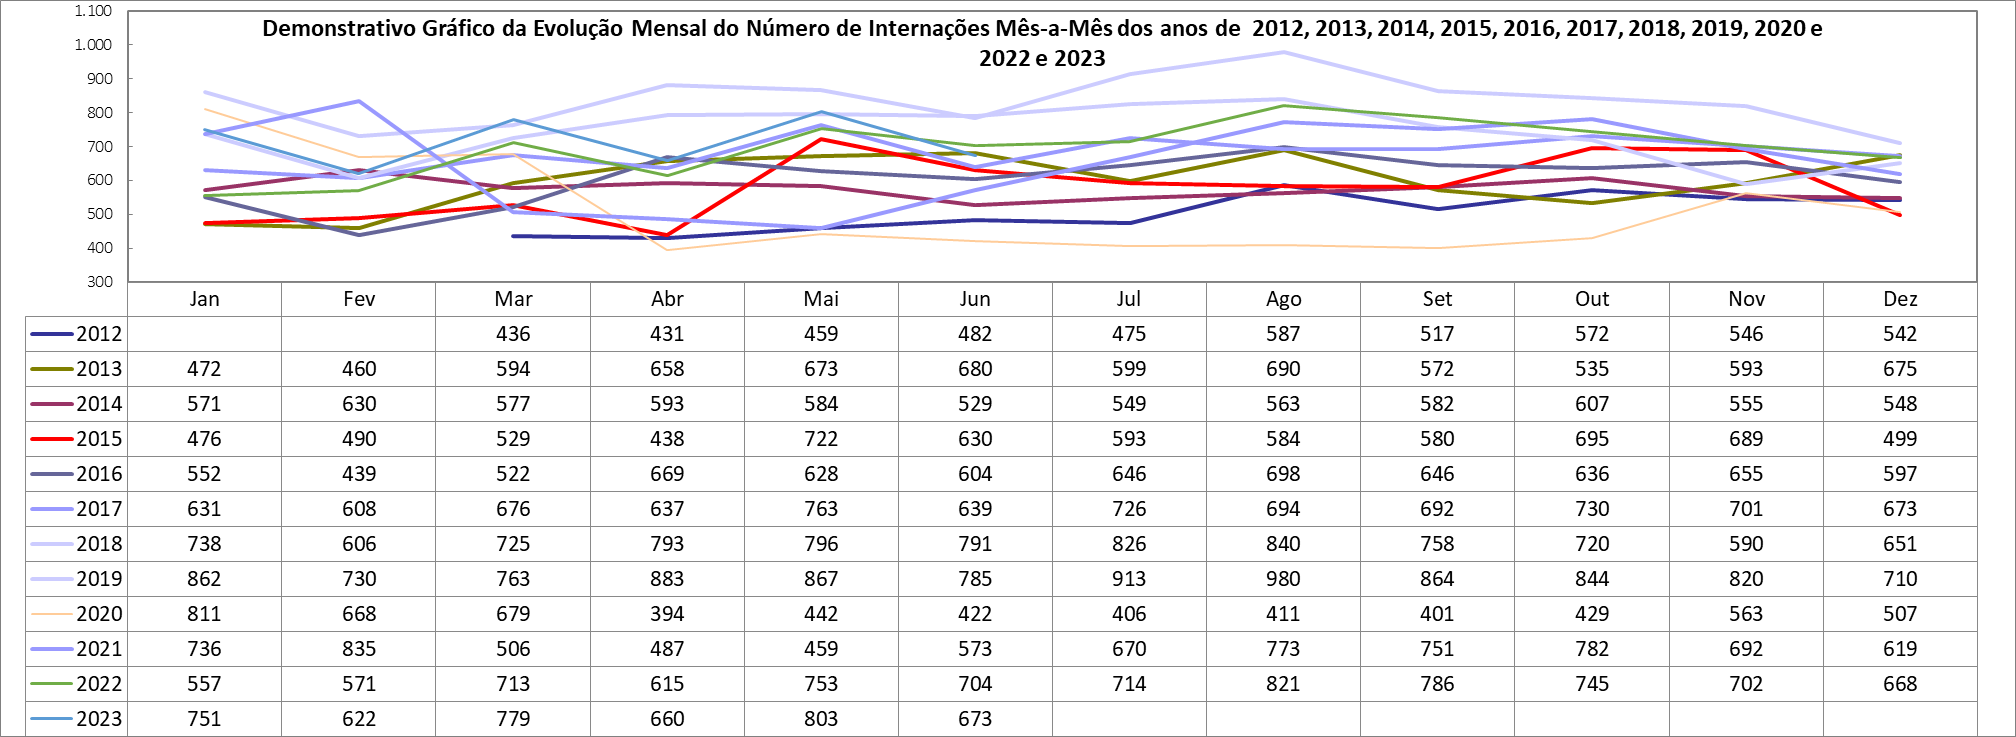 Demonstrativo Gráfico da Evolução Mensal do Número de Internações Mês-a-Mês dos anos de 2012, 2013, 2014, 2015, 2016, 2017, 2018, 2019, 2020 e
2022 e 2023
1.100
1.000
900
800
700
600
500
400
300
Jan Fev Mar Abr Mai Jun Jul Ago Set Out Nov Dez
2012 436 431 459 482 475 587 517 572 546 542
2013 472 460 594 658 673 680 599 690 572 535 593 675
2014 571 630 577 593 584 529 549 563 582 607 555 548
2015 476 490 529 438 722 630 593 584 580 695 689 499
2016 552 439 522 669 628 604 646 698 646 636 655 597
2017 631 608 676 637 763 639 726 694 692 730 701 673
2018 738 606 725 793 796 791 826 840 758 720 590 651
2019 862 730 763 883 867 785 913 980 864 844 820 710
2020 811 668 679 394 442 422 406 411 401 429 563 507
2021 736 835 506 487 459 573 670 773 751 782 692 619
2022 557 571 713 615 753 704 714 821 786 745 702 668
2023 751 622 779 660 803 673